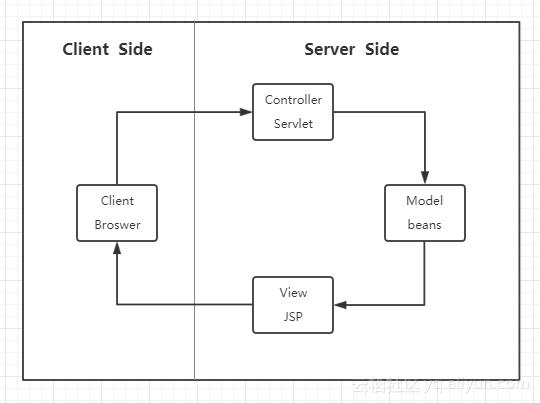 Client Side
Server Side
Controller
Servlet
Client
Broswer
Model
beans
View
JSP
云栖社区 yq.aliyun.com